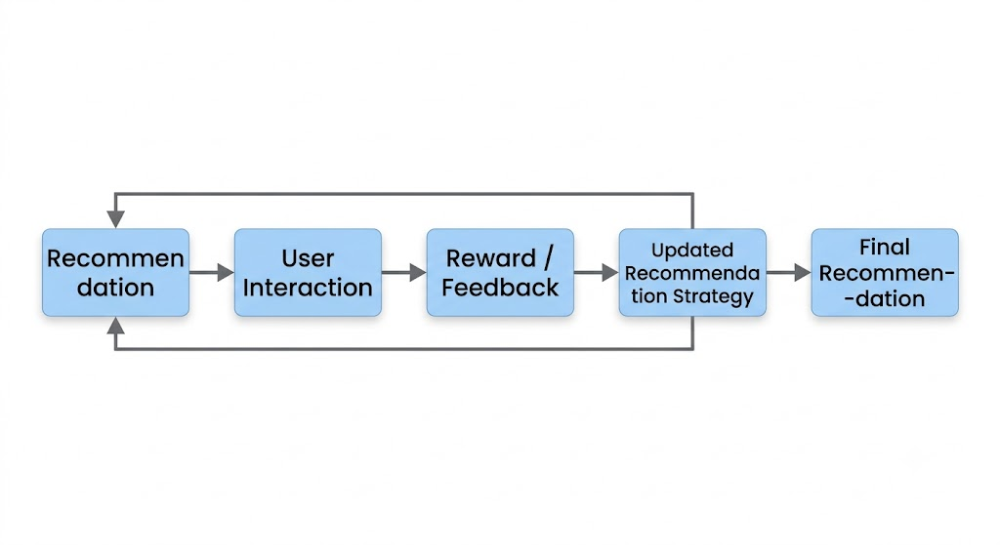 Recommen
dation
User
Interaction
Reward /
Feedback
Updated
Recommenda
tion Strategy
Final
Recommen-
-dation